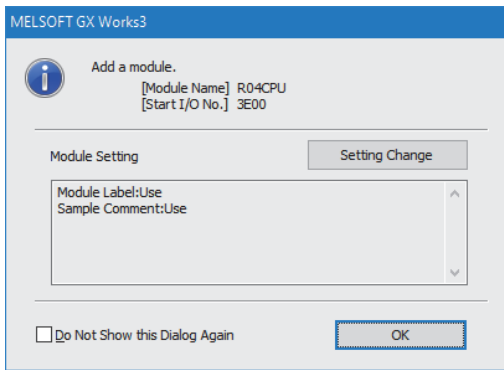 MELSOFT GX Works3
Add a module.
[Module Name] R04CPU
[Start I/O No.] 3E00
Module Setting
Setting Change
Module Label:Use
Sample Comment:Use
Do Not Show this Dialog Again
OK